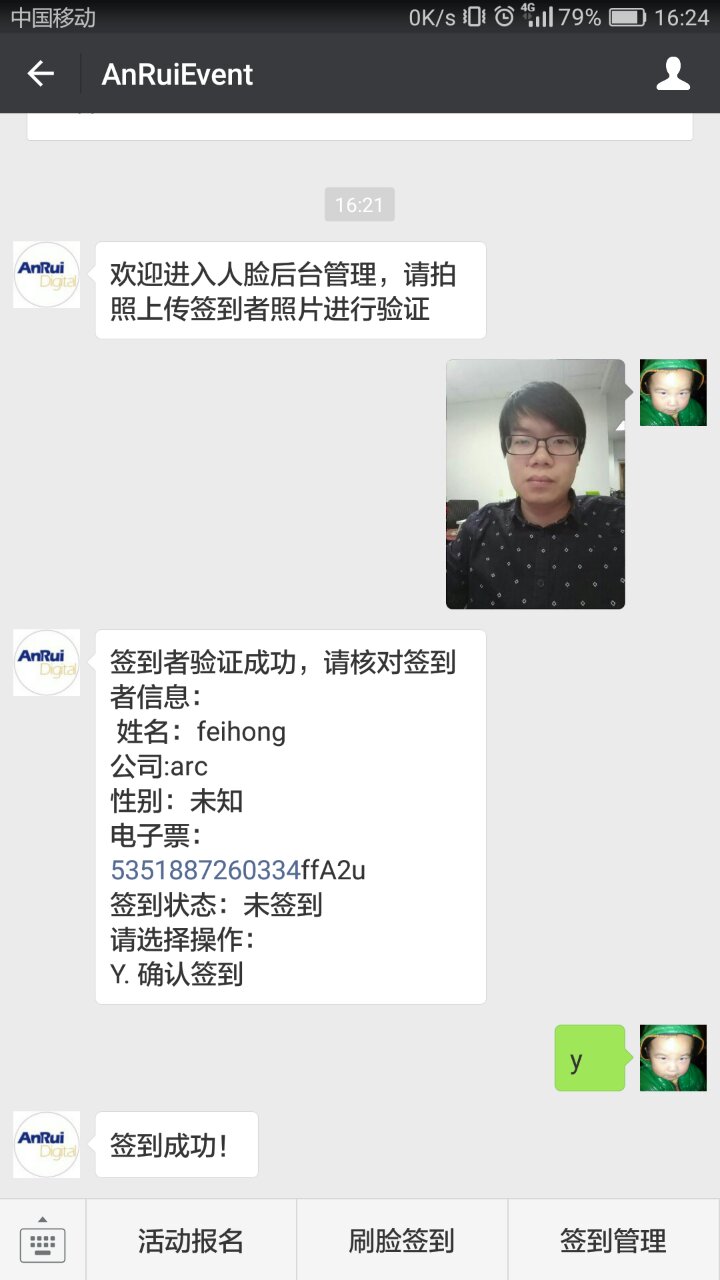 中国移动 0K/s 4G 79% 16:24
AnRuiEvent
16:21
AnRui
Digital
欢迎进入人脸后台管理，请拍
照上传签到者照片进行验证
AnRui
Digital
签到者验证成功，请核对签到
者信息：
姓名：feihong
公司:arc
性别：未知
电子票：
5351887260334ffA2u
签到状态：未签到
请选择操作：
Y. 确认签到
y
AnRui
Digital
签到成功！
活动报名 刷脸签到 签到管理